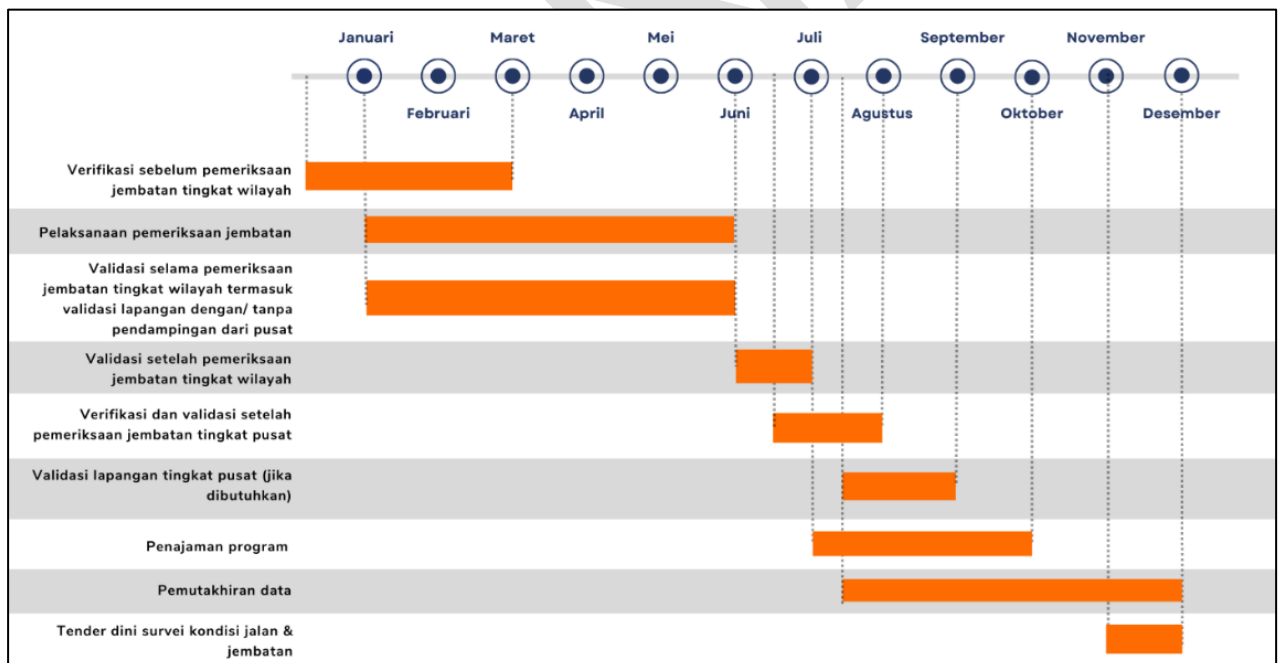 Januari Maret Mei Juli September November
Februari April Juni Agustus Oktober Desember
Verifikasi sebelum pemeriksaan
jembatan tingkat wilayah
Pelaksanaan pemeriksaan jembatan
Validasi selama pemeriksaan
jembatan tingkat wilayah termasuk
validasi lapangan dengan/ tanpa
pendampingan dari pusat
Validasi setelah pemeriksaan
jembatan tingkat wilayah
Verifikasi dan validasi setelah
pemeriksaan jembatan tingkat pusat
Validasi lapangan tingkat pusat (jika
dibutuhkan)
Penajaman program
Pemutakhiran data
Tender dini survei kondisi jalan &
jembatan